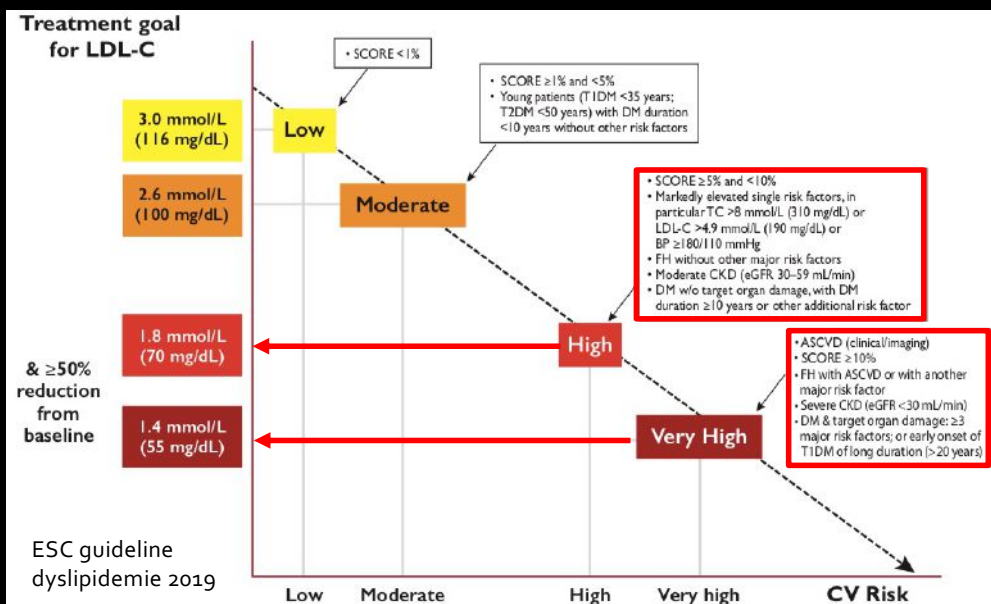 Treatment goal
for LDL-C
• SCORE <1%
• SCORE ≥1% and <5%
• Young patients (T1DM <35 years;
T2DM <50 years) with DM duration
<10 years without other risk factors
3.0 mmol/L
(116 mg/dL)
Low
2.6 mmol/L
(100 mg/dL)
Moderate
• SCORE ≥5% and <10%
• Markedly elevated single risk factors, in
particular TC >8 mmol/L (310 mg/dL) or
LDL-C >4.9 mmol/L (190 mg/dL) or
BP ≥180/110 mmHg
• FH without other major risk factors
• Moderate CKD (eGFR 30–59 mL/min)
• DM w/o target organ damage, with DM
duration ≥10 years or other additional risk factor
1.8 mmol/L
(70 mg/dL)
High
& ≥50%
reduction
from
baseline
• ASCVD (clinical/imaging)
• SCORE ≥10%
• FH with ASCVD or with another
major risk factor
• Severe CKD (eGFR <30 mL/min)
• DM & target organ damage: ≥3
major risk factors; or early onset of
T1DM of long duration (>20 years)
1.4 mmol/L
(55 mg/dL)
Very High
ESC guideline
dyslipidemie 2019
Low Moderate High Very high CV Risk